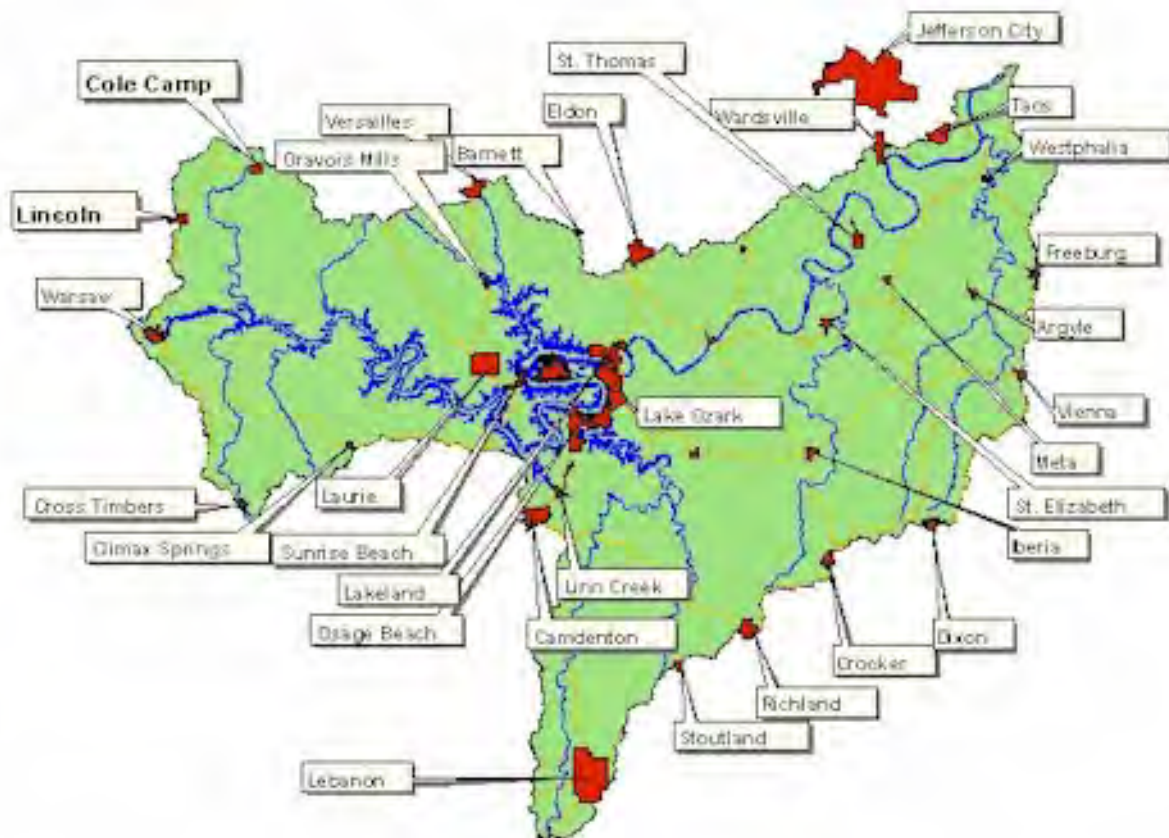 Jefferson City
St. Thomas
Cole Camp
Eldon
Wardsville
Taos
Versailles
Gravois Mills
Barnett
Westphalia
Lincoln
Freeburg
Warsaw
Argyle
Vienna
Lake Ozark
Meta
Cross Timbers
Laurie
St. Elizabeth
Climax Springs
Sunrise Beach
Iberia
Lakeland
Linn Creek
Osage Beach
Camdenton
Dixon
Crocker
Richland
Stoutland
Lebanon